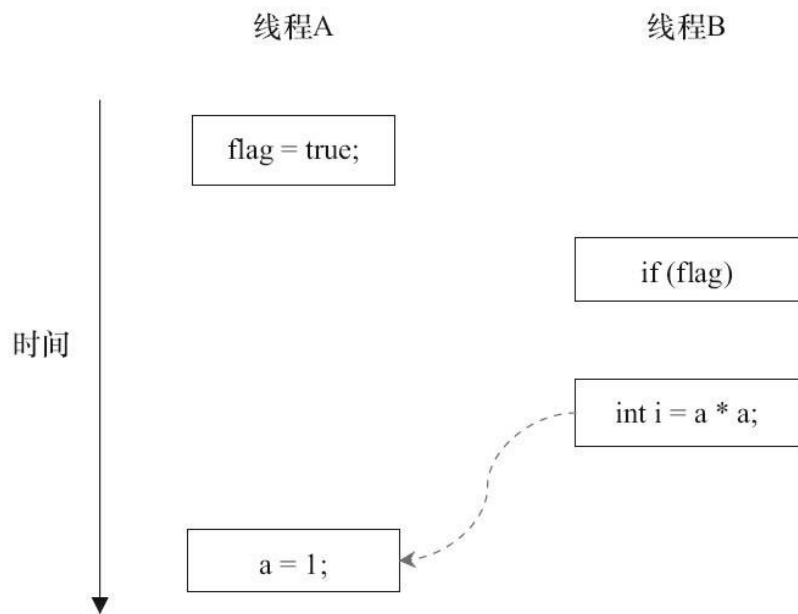 线程A
线程B
flag = true;
if (flag)
时间
int i = a * a;
a = 1;